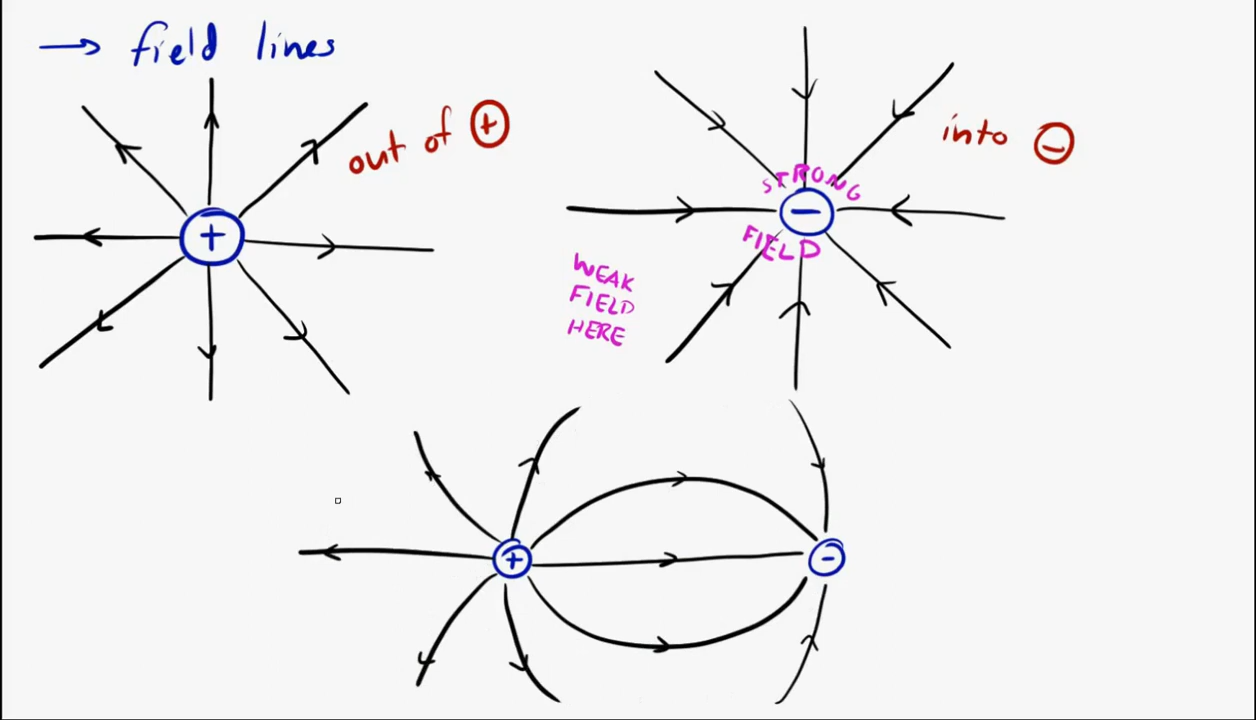 → field lines
out of ⊕
into ⊖
STRONG
FIELD
WEAK
FIELD
HERE
+
−
+
−